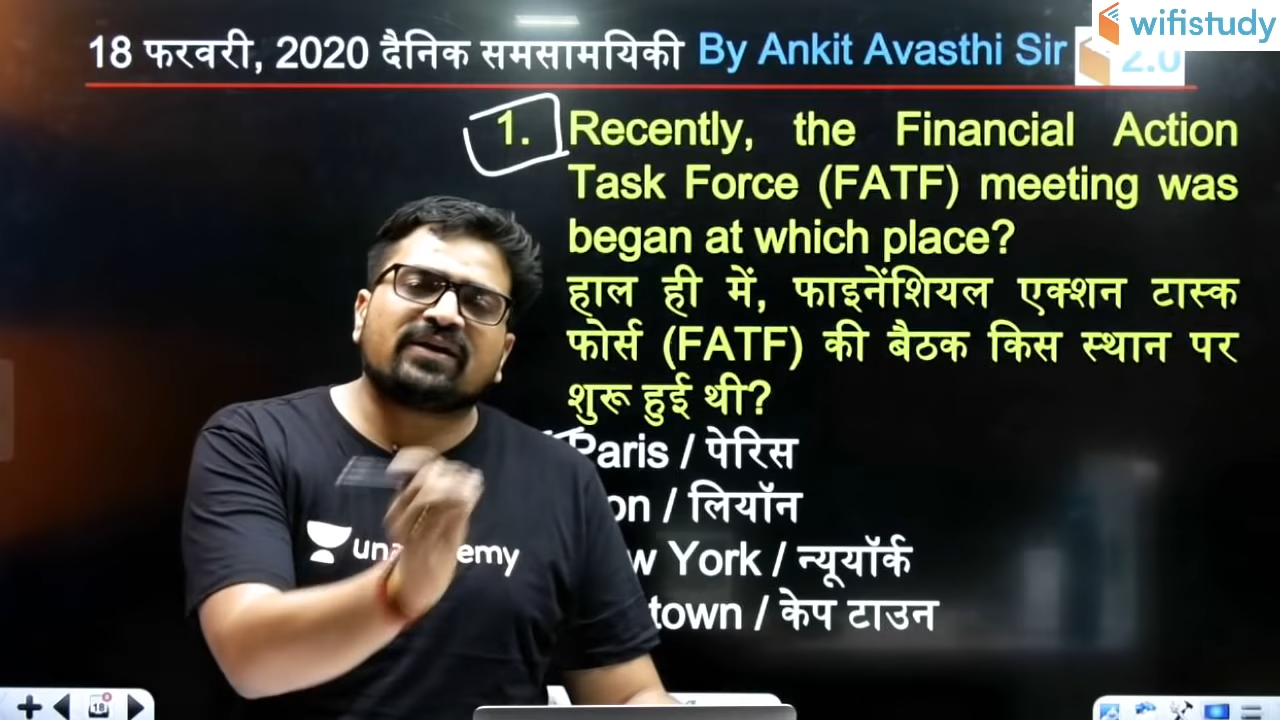 wifistudy
18 फरवरी, 2020 दैनिक समसामयिकी By Ankit Avasthi Sir 2.0
1. Recently, the Financial Action
Task Force (FATF) meeting was
began at which place?
हाल ही में, फाइनेंशियल एक्शन टास्क
फोर्स (FATF) की बैठक किस स्थान पर
शुरू हुई थी?
Paris / पेरिस
on / लियॉन
w York / न्यूयॉर्क
town / केप टाउन
una emy
18